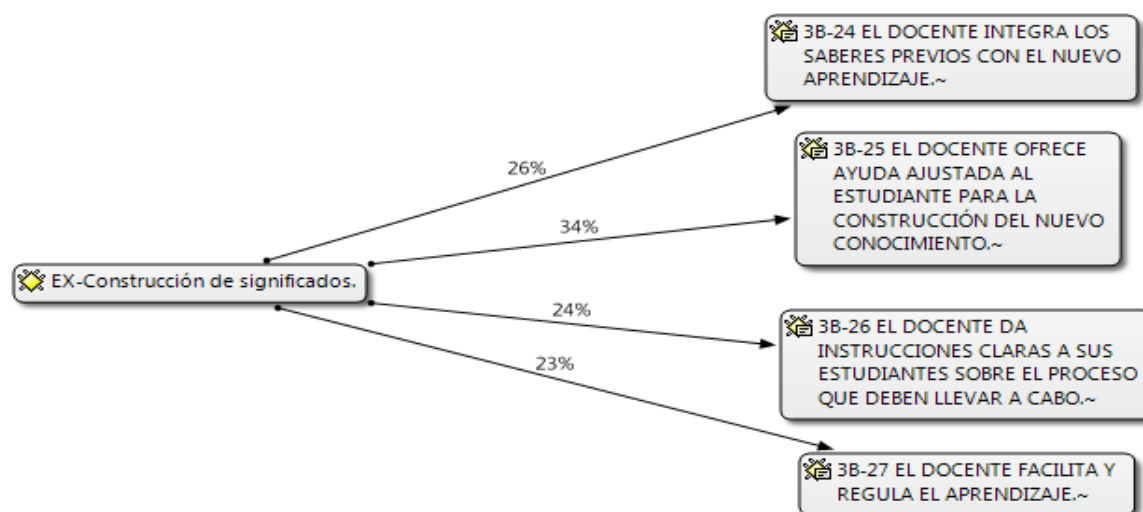 3B-24 EL DOCENTE INTEGRA LOS
SABERES PREVIOS CON EL NUEVO
APRENDIZAJE.~
26%
3B-25 EL DOCENTE OFRECE
AYUDA AJUSTADA AL
ESTUDIANTE PARA LA
CONSTRUCCIÓN DEL NUEVO
CONOCIMIENTO.~
34%
EX-Construcción de significados.
24%
3B-26 EL DOCENTE DA
INSTRUCCIONES CLARAS A SUS
ESTUDIANTES SOBRE EL PROCESO
QUE DEBEN LLEVAR A CABO.~
23%
3B-27 EL DOCENTE FACILITA Y
REGULA EL APRENDIZAJE.~